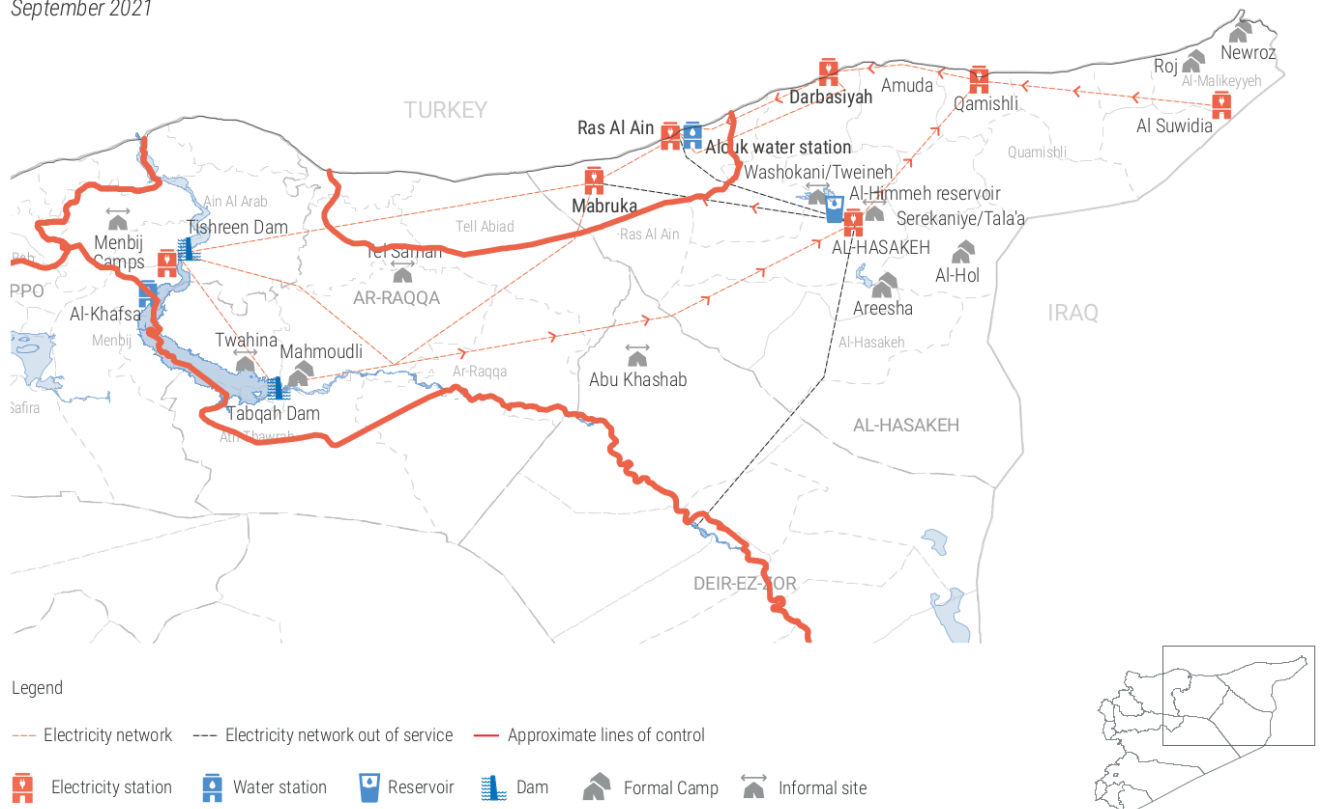 September 2021
Newroz
Roj
Al-Malikeyyeh
TURKEY
Darbasiyah
Amuda
Qamishli
Al Suwidia
Ras Al Ain
Alouk water station
Quamishli
Washokani/Tweineh
Al-Himmeh reservoir
Mabruka
Serekaniye/Tala'a
Ain Al Arab
Tishreen Dam
Tell Abiad
Ras Al Ain
AL-HASAKEH
Menbij
Camps
Tel Saman
AR-RAQQA
Al-Hol
PPO
Al-Khafsa
Areesha
IRAQ
Menbij
Twahina
Mahmoudli
Al-Hasakeh
Ar-Raqqa
Abu Khashab
Safira
Tabqah Dam
Ath-Thawrah
AL-HASAKEH
DEIR-EZ-ZOR
Legend
Electricity network
Electricity network out of service
Approximate lines of control
Electricity station
Water station
Reservoir
Dam
Formal Camp
Informal site